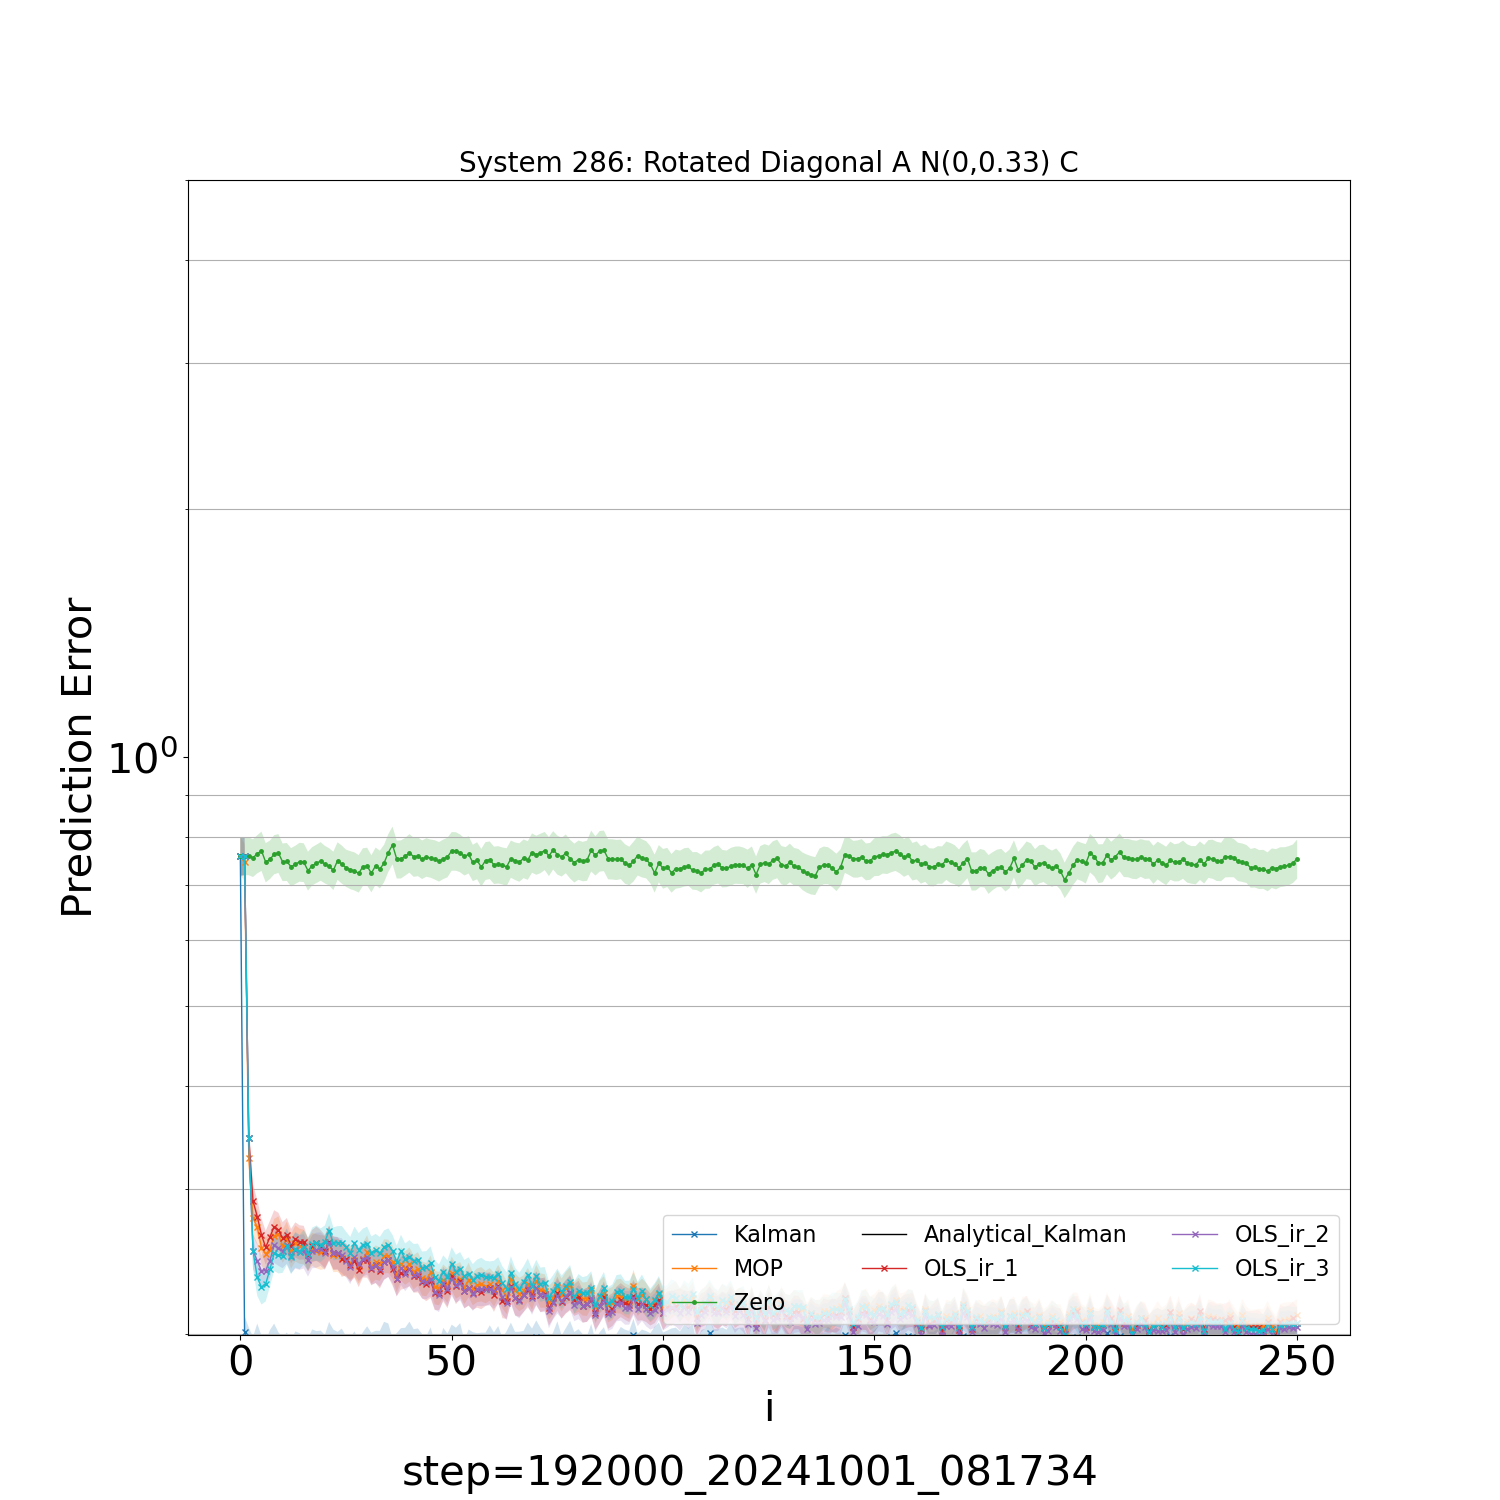 System 286: Rotated Diagonal A N(0,0.33) C
Prediction Error
10⁰
Kalman
MOP
Zero
Analytical_Kalman
OLS_ir_1
OLS_ir_2
OLS_ir_3
0 50 100 150 200 250
i
step=192000_20241001_081734